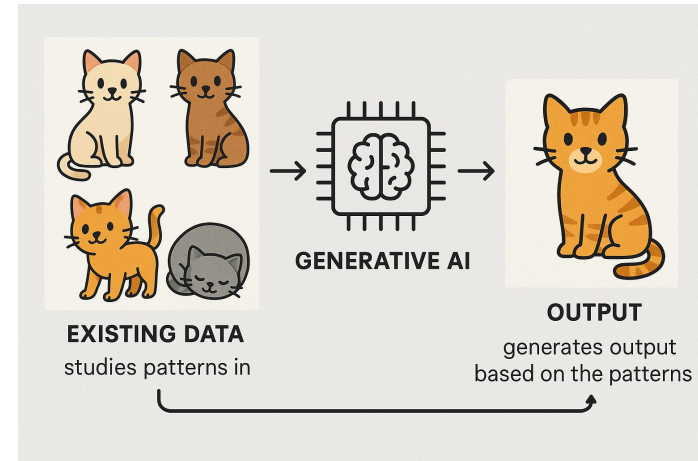 EXISTING DATA
studies patterns in
GENERATIVE AI
OUTPUT
generates output
based on the patterns